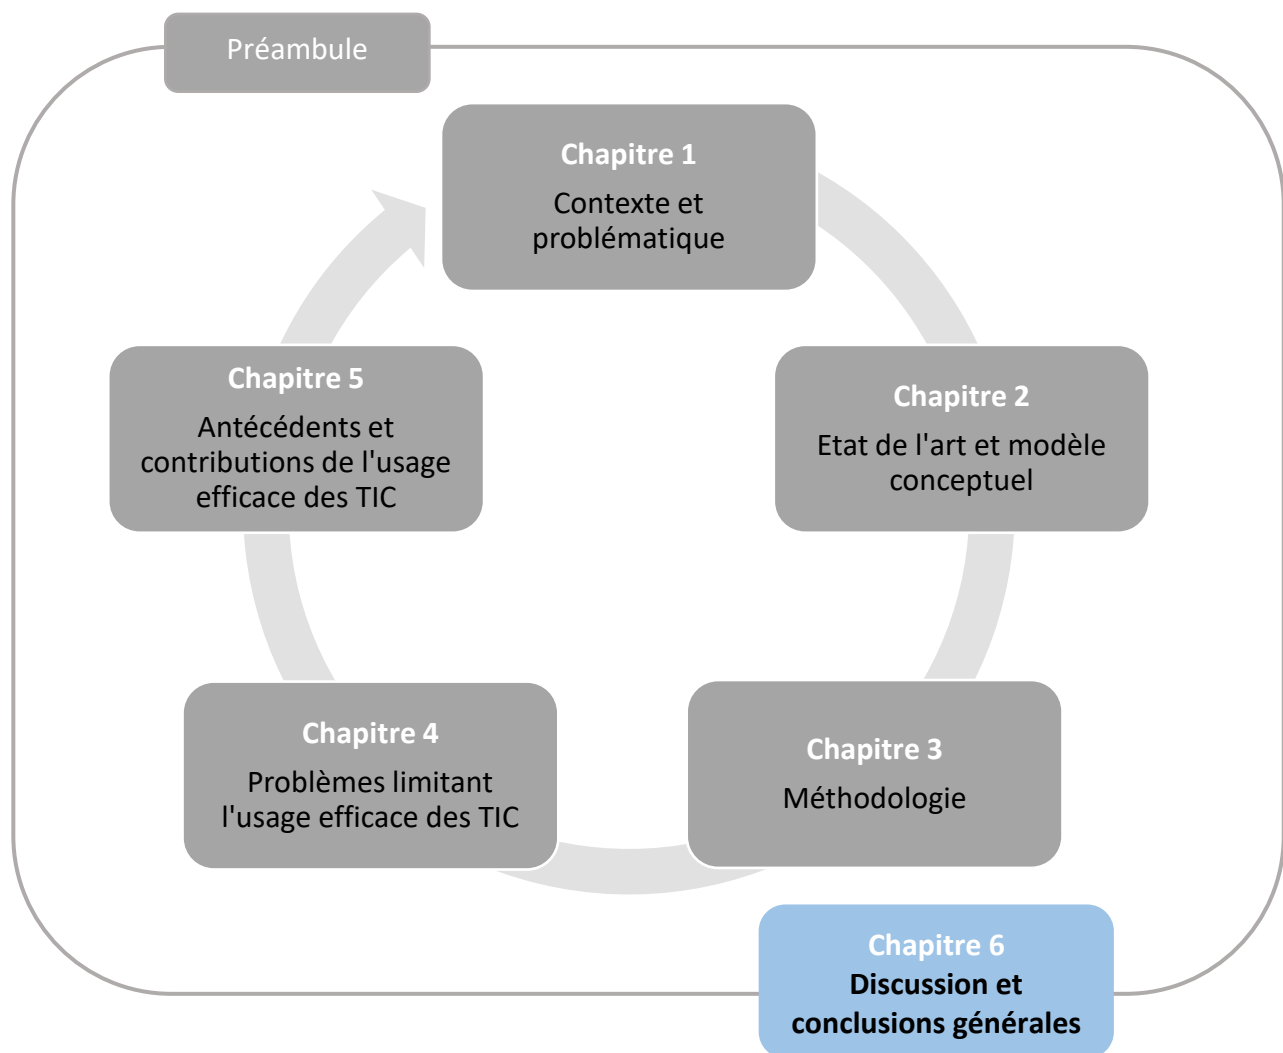 Préambule
Chapitre 1
Contexte et
problématique
Chapitre 2
Etat de l'art et modèle
conceptuel
Chapitre 3
Méthodologie
Chapitre 4
Problèmes limitant
l'usage efficace des TIC
Chapitre 5
Antécédents et
contributions de l'usage
efficace des TIC
Chapitre 6
Discussion et
conclusions générales